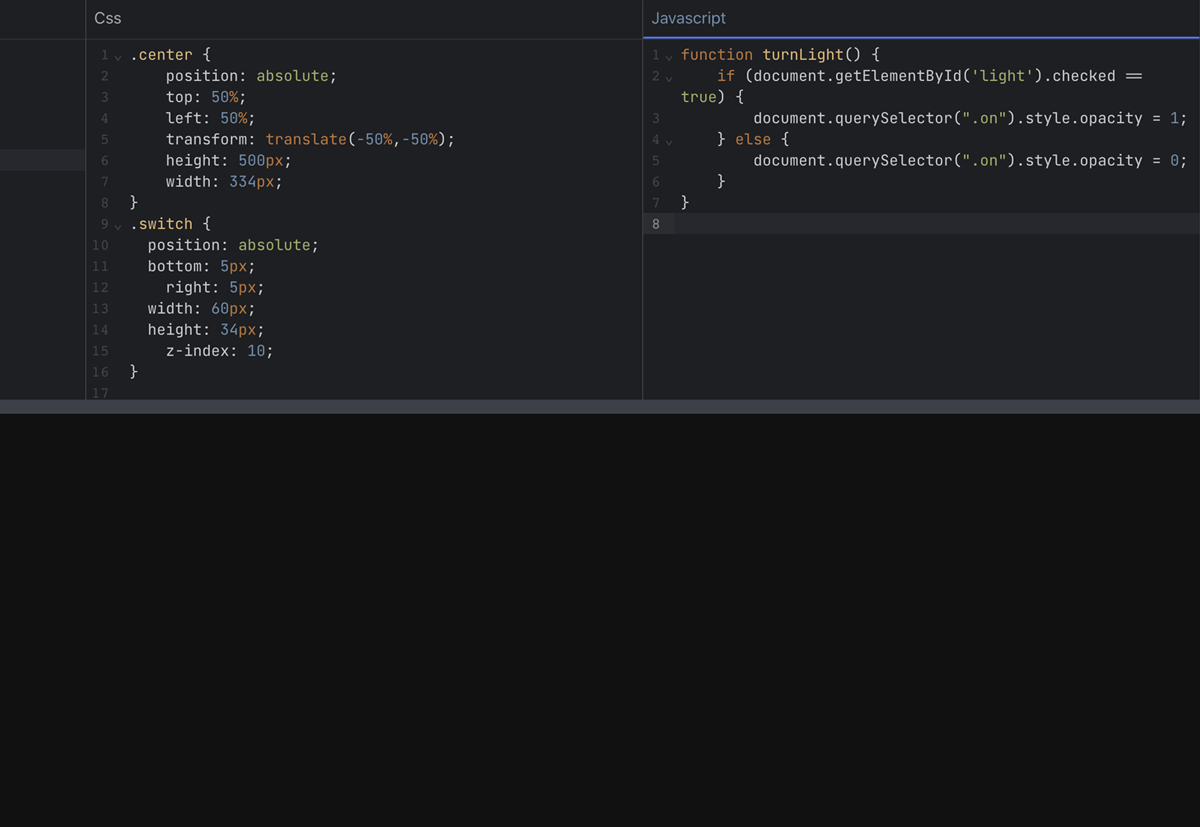 Css
1 .center {
2 position: absolute;
3 top: 50%;
4 left: 50%;
5 transform: translate(-50%,-50%);
6 height: 500px;
7 width: 334px;
8 }
9 .switch {
10 position: absolute;
11 bottom: 5px;
12 right: 5px;
13 width: 60px;
14 height: 34px;
15 z-index: 10;
16 }
17
Javascript
1 function turnLight() {
2 if (document.getElementById('light').checked ==
true) {
3 document.querySelector(".on").style.opacity = 1;
4 } else {
5 document.querySelector(".on").style.opacity = 0;
6 }
7 }
8